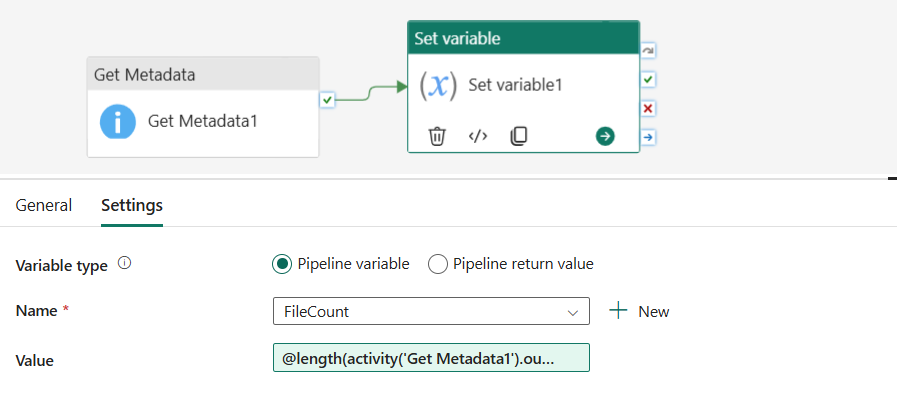 Set variable
Get Metadata
(x) Set variable1
Get Metadata1
General Settings
Variable type Pipeline variable Pipeline return value
Name * FileCount + New
Value @length(activity('Get Metadata1').ou...